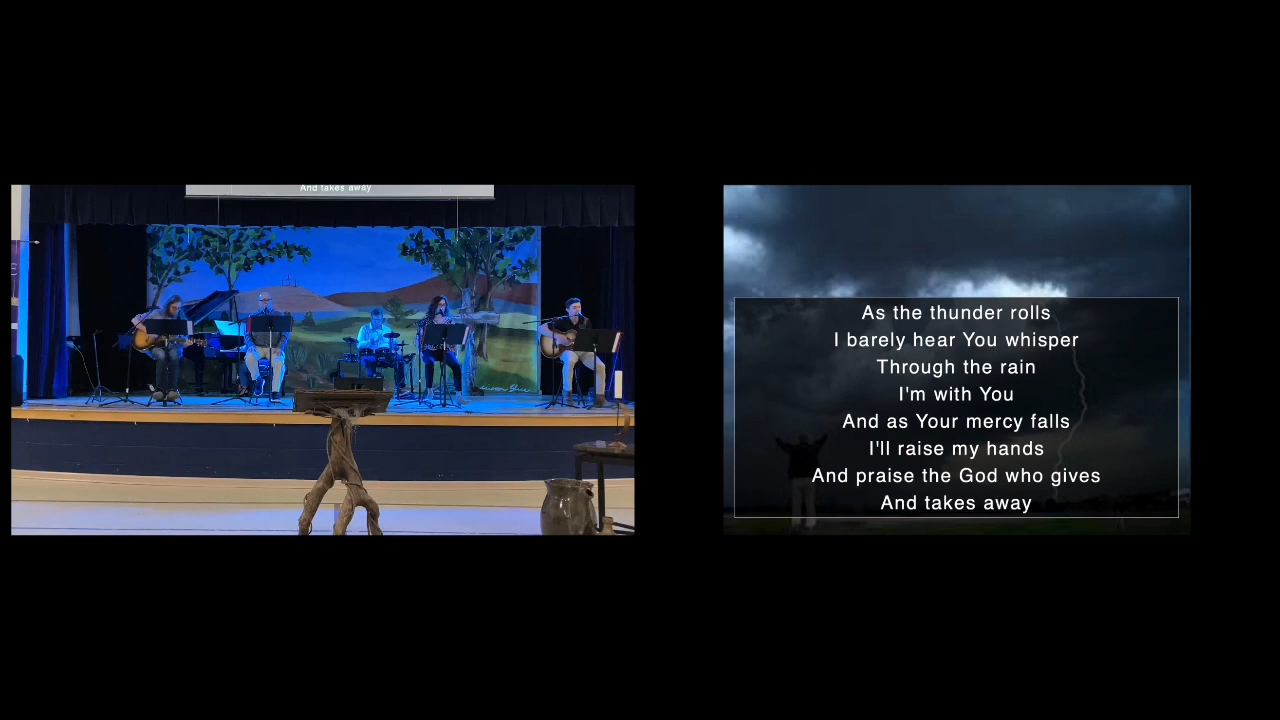 And takes away
As the thunder rolls
I barely hear You whisper
Through the rain
I'm with You
And as Your mercy falls
I'll raise my hands
And praise the God who gives
And takes away